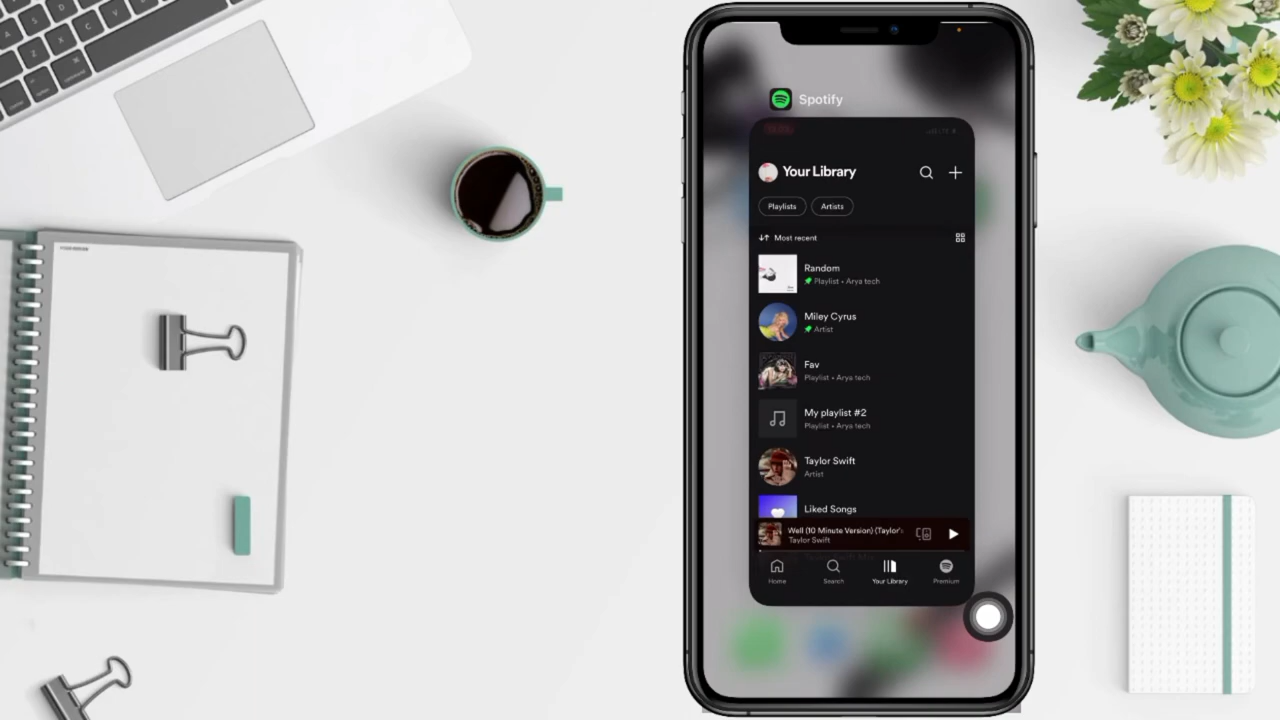 Spotify
Your Library
Playlists
Artists
Most recent
Random
Playlist • Arya tech
Miley Cyrus
Artist
Fav
Playlist • Arya tech
My playlist #2
Playlist • Arya tech
Taylor Swift
Artist
Liked Songs
Well (10 Minute Version) (Taylor's
Taylor Swift
Home
Search
Your Library
Premium